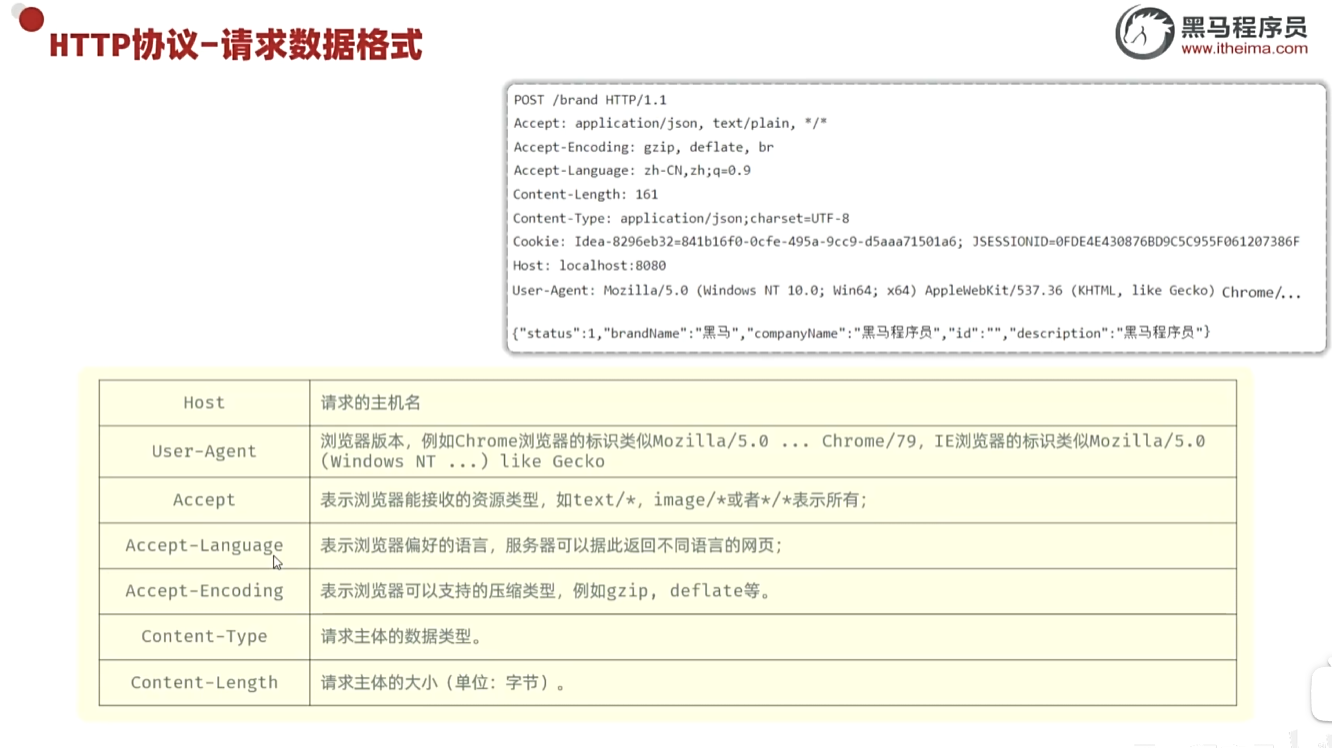 HTTP协议-请求数据格式
黑马程序员
www.itheima.com
POST /brand HTTP/1.1
Accept: application/json, text/plain, */*
Accept-Encoding: gzip, deflate, br
Accept-Language: zh-CN,zh;q=0.9
Content-Length: 161
Content-Type: application/json;charset=UTF-8
Cookie: Idea-8296eb32=841b16f0-0cfe-495a-9cc9-d5aaa71501a6; JSESSIONID=0FDE4E430876BD9C5C955F061207386F
Host: localhost:8080
User-Agent: Mozilla/5.0 (Windows NT 10.0; Win64; x64) AppleWebKit/537.36 (KHTML, like Gecko) Chrome/...
{"status":1,"brandName":"黑马","companyName":"黑马程序员","id":"","description":"黑马程序员"}
Host 请求的主机名
User-Agent 浏览器版本，例如Chrome浏览器的标识类似Mozilla/5.0 ... Chrome/79，IE浏览器的标识类似Mozilla/5.0
(Windows NT ...) like Gecko
Accept 表示浏览器能接收的资源类型，如text/*，image/*或者*/*表示所有；
Accept-Language 表示浏览器偏好的语言，服务器可以据此返回不同语言的网页；
Accept-Encoding 表示浏览器可以支持的压缩类型，例如gzip, deflate等。
Content-Type 请求主体的数据类型。
Content-Length 请求主体的大小（单位：字节）。